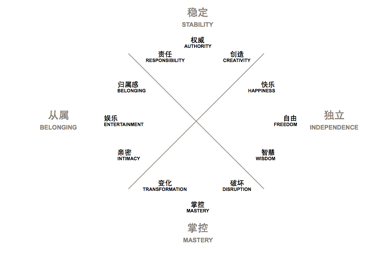 稳定
STABILITY
权威
AUTHORITY
责任
RESPONSIBILITY
创造
CREATIVITY
归属感
BELONGING
快乐
HAPPINESS
从属
BELONGING
娱乐
ENTERTAINMENT
自由
FREEDOM
独立
INDEPENDENCE
亲密
INTIMACY
智慧
WISDOM
变化
TRANSFORMATION
破坏
DISRUPTION
掌控
MASTERY
掌控
MASTERY